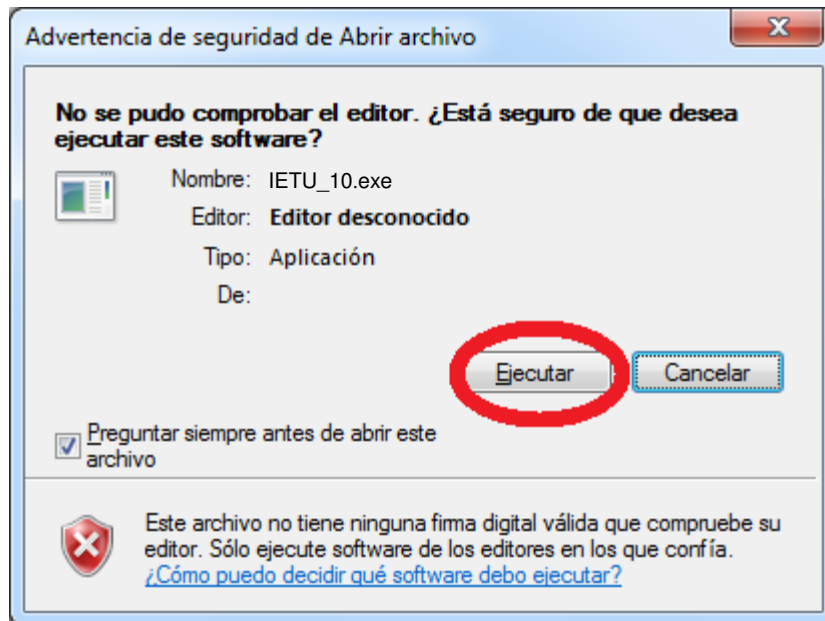 Advertencia de seguridad de Abrir archivo
No se pudo comprobar el editor. ¿Está seguro de que desea
ejecutar este software?
Nombre: IETU_10.exe
Editor: Editor desconocido
Tipo: Aplicación
De:
Ejecutar Cancelar
Preguntar siempre antes de abrir este
archivo
Este archivo no tiene ninguna firma digital válida que compruebe su
editor. Sólo ejecute software de los editores en los que confía.
¿Cómo puedo decidir qué software debo ejecutar?